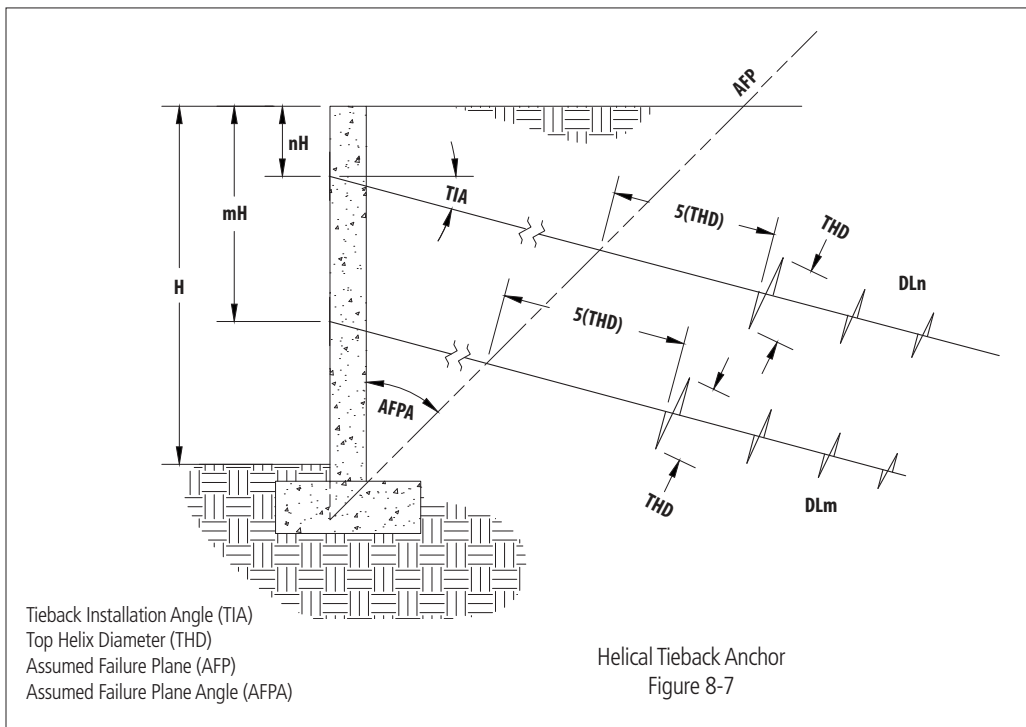 AFP
nH
TIA
mH
5(THD)
THD
H
DLn
5(THD)
AFPA
THD
DLm
Tieback Installation Angle (TIA)
Top Helix Diameter (THD)
Assumed Failure Plane (AFP)
Assumed Failure Plane Angle (AFPA)
Helical Tieback Anchor
Figure 8-7